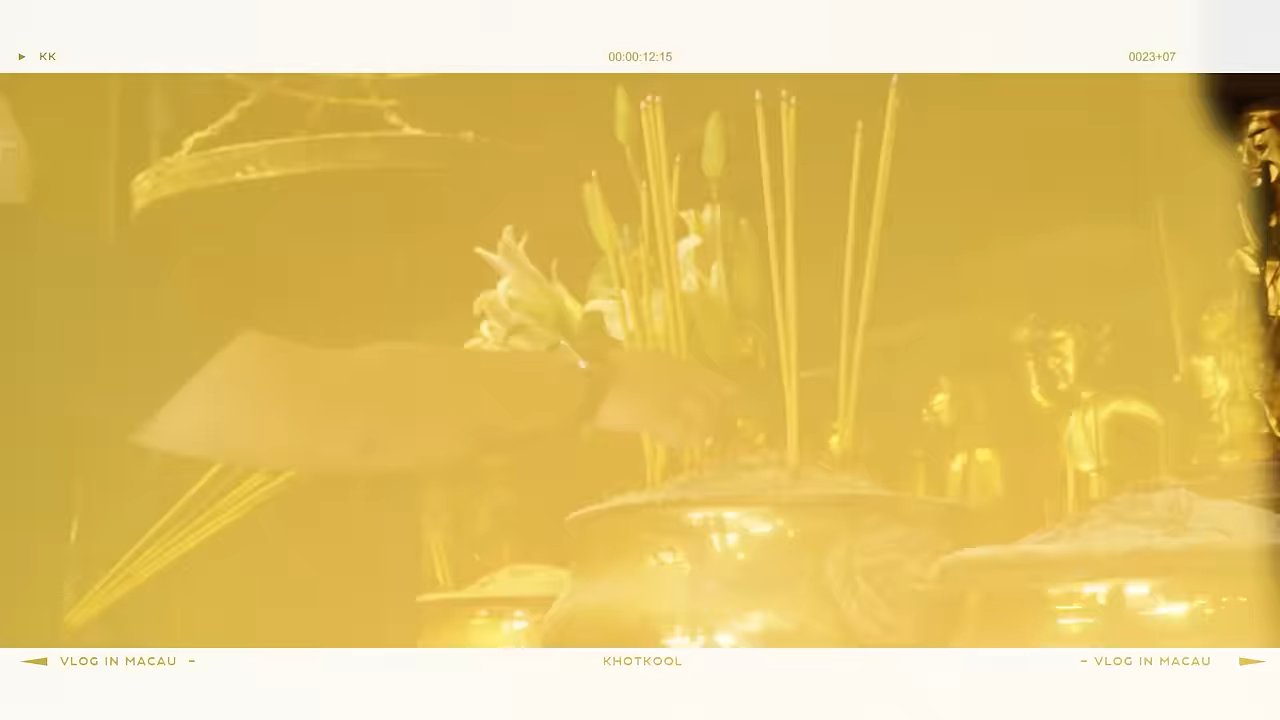 KK
00:00:12:15
0023+07
VLOG IN MACAU -
KHOTKOOL
- VLOG IN MACAU